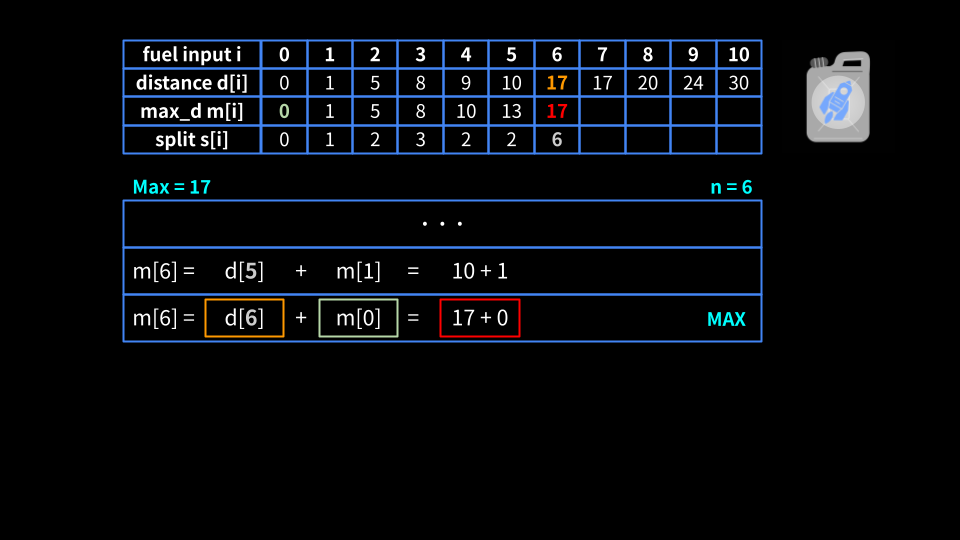 fuel input i 0 1 2 3 4 5 6 7 8 9 10
distance d[i] 0 1 5 8 9 10 17 17 20 24 30
max_d m[i] 0 1 5 8 10 13 17
split s[i] 0 1 2 3 2 2 6
Max = 17 n = 6
. . .
m[6] = d[5] + m[1] = 10 + 1
m[6] = d[6] + m[0] = 17 + 0 MAX